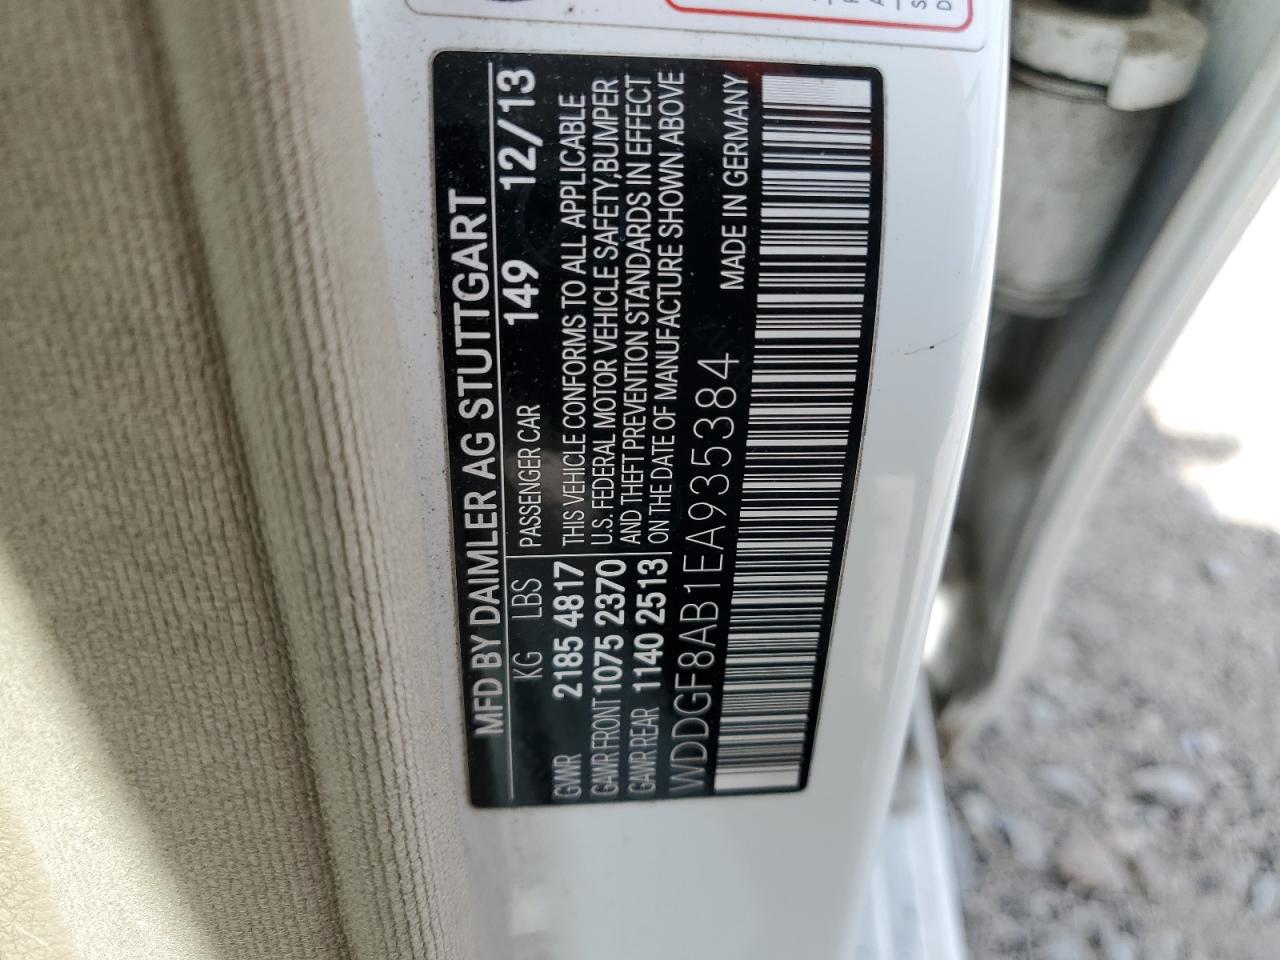 MFD BY DAIMLER AG STUTTGART
KG LBS PASSENGER CAR 149 12/13
GVWR 2185 4817 THIS VEHICLE CONFORMS TO ALL APPLICABLE
GAWR FRONT 1075 2370 U.S. FEDERAL MOTOR VEHICLE SAFETY, BUMPER
AND THEFT PREVENTION STANDARDS IN EFFECT
GAWR REAR 1140 2513 ON THE DATE OF MANUFACTURE SHOWN ABOVE
WDDGF8AB1EA935384 MADE IN GERMANY